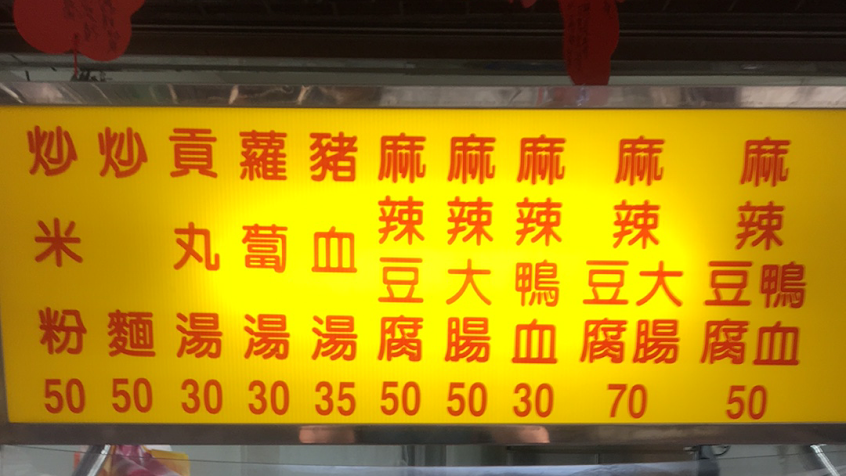 炒米粉 50
炒麵 50
貢丸湯 30
蘿蔔湯 30
豬血湯 35
麻辣豆腐 50
麻辣大腸 50
麻辣鴨血 30
麻辣豆腐大腸 70
麻辣豆腐鴨血 50